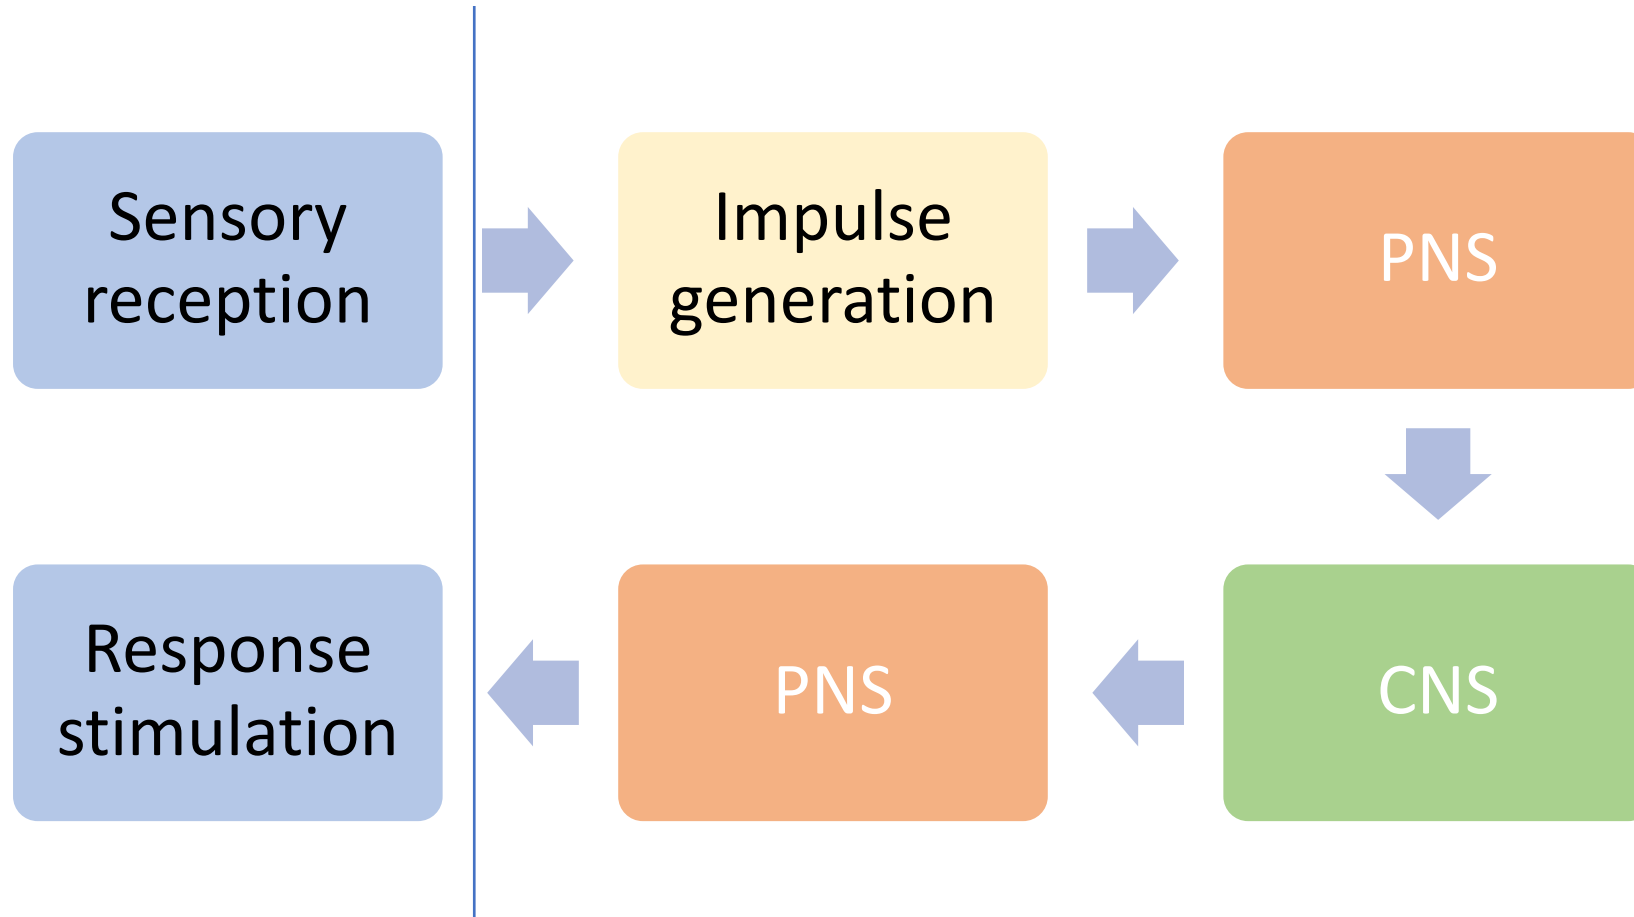 Sensory
reception
Impulse
generation
PNS
Response
stimulation
PNS
CNS